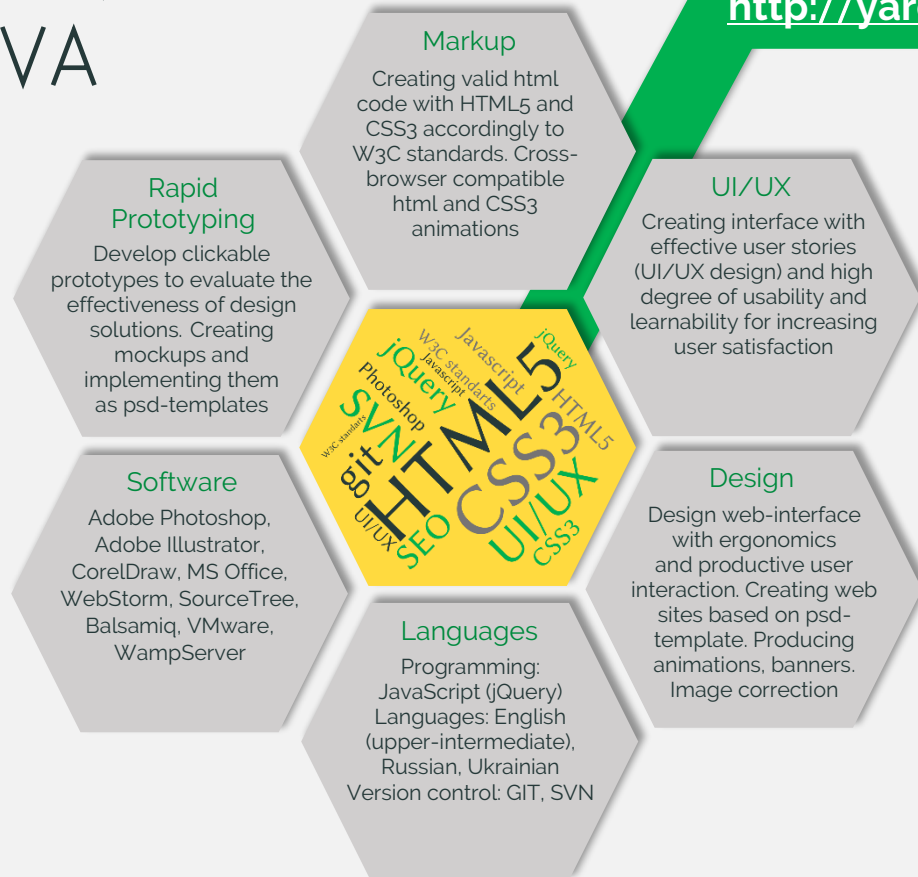 http://yar
VA
Markup
Creating valid html
code with HTML5 and
CSS3 accordingly to
W3C standards. Cross-
browser compatible
html and CSS3
animations
Rapid
Prototyping
Develop clickable
prototypes to evaluate the
effectiveness of design
solutions. Creating
mockups and
implementing them
as psd-templates
UI/UX
Creating interface with
effective user stories
(UI/UX design) and high
degree of usability and
learnability for increasing
user satisfaction
jQuery
Javascript
W3C standarts
Javascript
jQuery
Photoshop
HTML5
HTML5
SVN
W3C standarts
CSS3
git
UI/UX
UI/UX
SEO
CSS3
Software
Adobe Photoshop,
Adobe Illustrator,
CorelDraw, MS Office,
WebStorm, SourceTree,
Balsamiq, VMware,
WampServer
Design
Design web-interface
with ergonomics
and productive user
interaction. Creating web
sites based on psd-
template. Producing
animations, banners.
Image correction
Languages
Programming:
JavaScript (jQuery)
Languages: English
(upper-intermediate),
Russian, Ukrainian
Version control: GIT, SVN